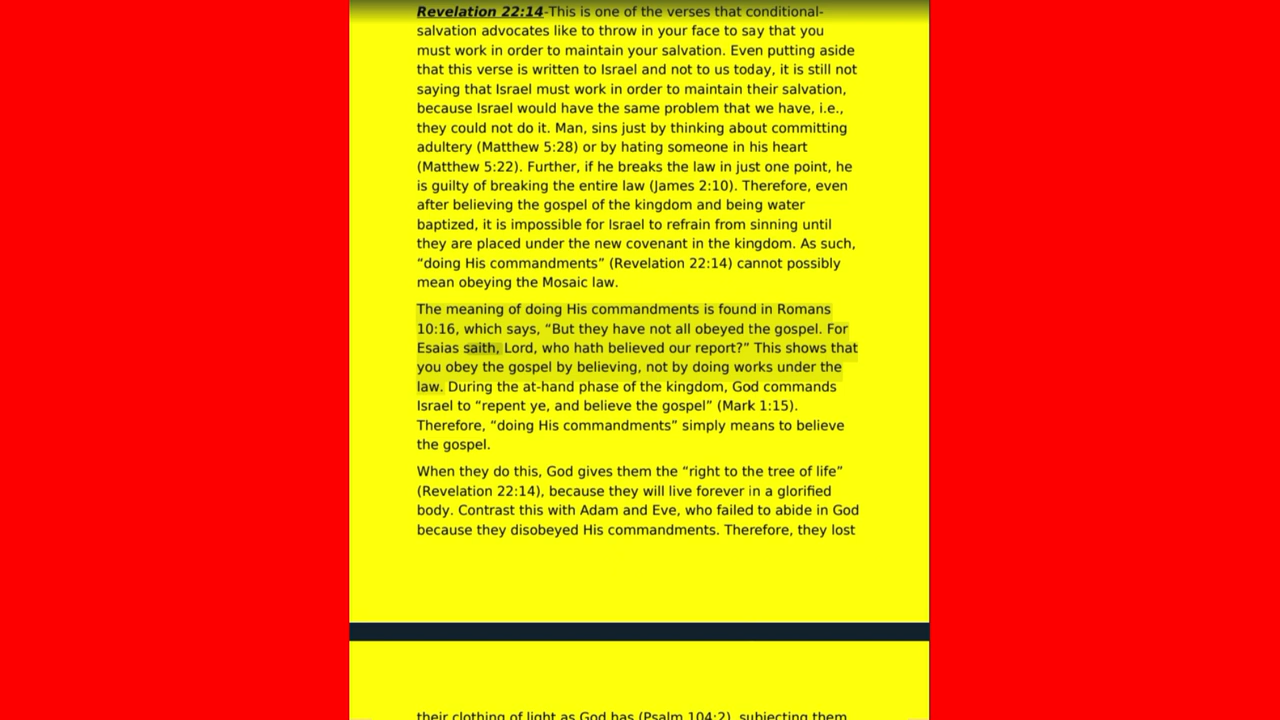 Revelation 22:14-This is one of the verses that conditional-
salvation advocates like to throw in your face to say that you
must work in order to maintain your salvation. Even putting aside
that this verse is written to Israel and not to us today, it is still not
saying that Israel must work in order to maintain their salvation,
because Israel would have the same problem that we have, i.e.,
they could not do it. Man, sins just by thinking about committing
adultery (Matthew 5:28) or by hating someone in his heart
(Matthew 5:22). Further, if he breaks the law in just one point, he
is guilty of breaking the entire law (James 2:10). Therefore, even
after believing the gospel of the kingdom and being water
baptized, it is impossible for Israel to refrain from sinning until
they are placed under the new covenant in the kingdom. As such,
“doing His commandments” (Revelation 22:14) cannot possibly
mean obeying the Mosaic law.
The meaning of doing His commandments is found in Romans
10:16, which says, “But they have not all obeyed the gospel. For
Esaias saith, Lord, who hath believed our report?” This shows that
you obey the gospel by believing, not by doing works under the
law. During the at-hand phase of the kingdom, God commands
Israel to “repent ye, and believe the gospel” (Mark 1:15).
Therefore, “doing His commandments” simply means to believe
the gospel.
When they do this, God gives them the “right to the tree of life”
(Revelation 22:14), because they will live forever in a glorified
body. Contrast this with Adam and Eve, who failed to abide in God
because they disobeyed His commandments. Therefore, they lost
their clothing of light as God has (Psalm 104:2), subjecting them